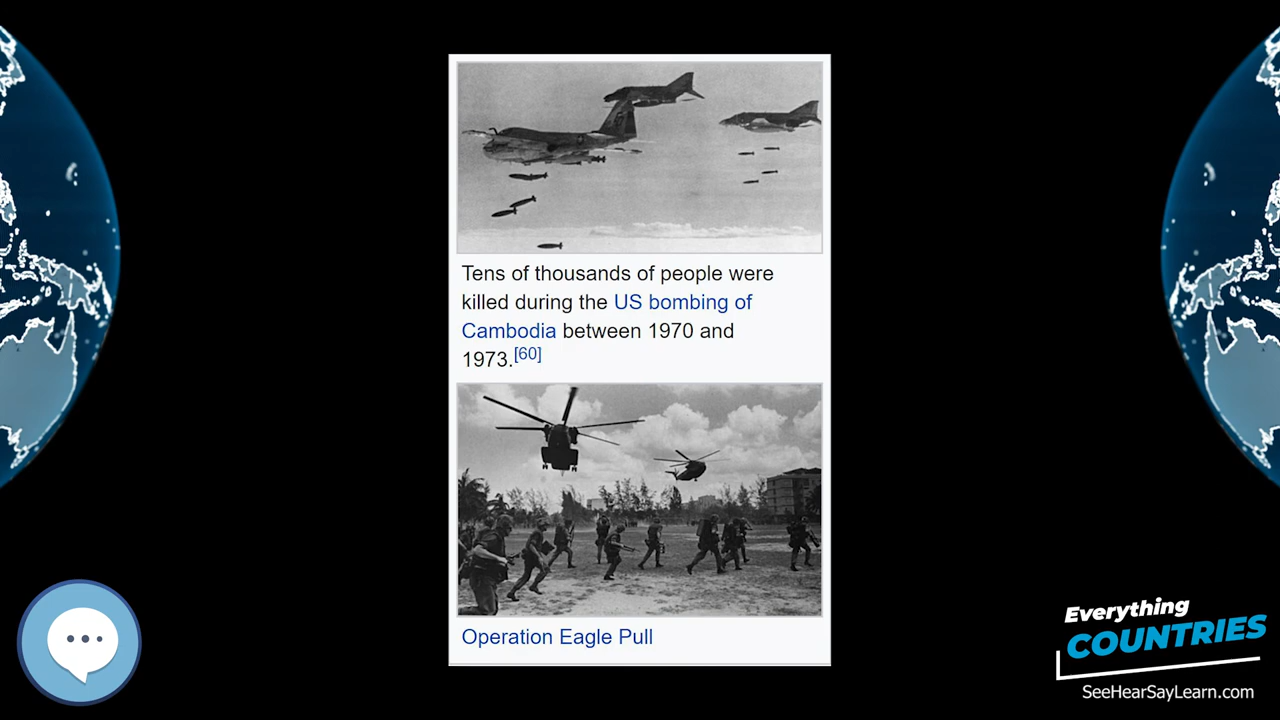 Tens of thousands of people were
killed during the US bombing of
Cambodia between 1970 and
1973.[60]
Operation Eagle Pull
Everything
COUNTRIES
SeeHearSayLearn.com